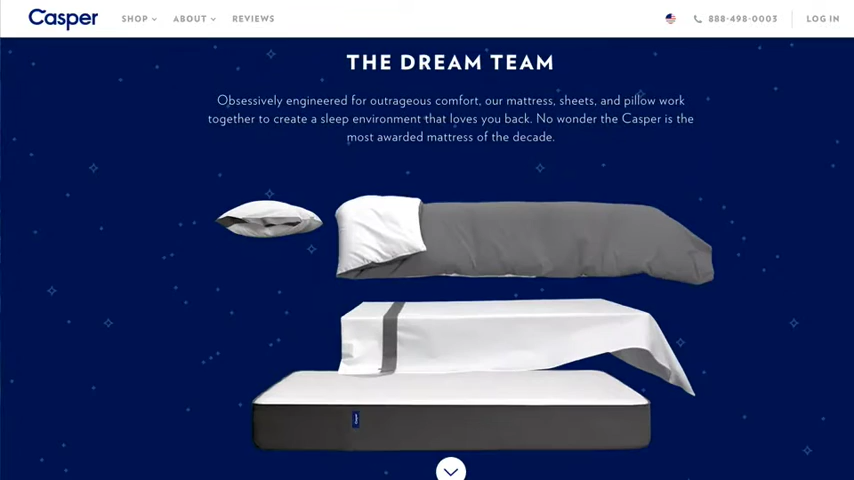 Casper
SHOP
ABOUT
REVIEWS
888-498-0003
LOG IN
THE DREAM TEAM
Obsessively engineered for outrageous comfort, our mattress, sheets, and pillow work
together to create a sleep environment that loves you back. No wonder the Casper is the
most awarded mattress of the decade.
Casper